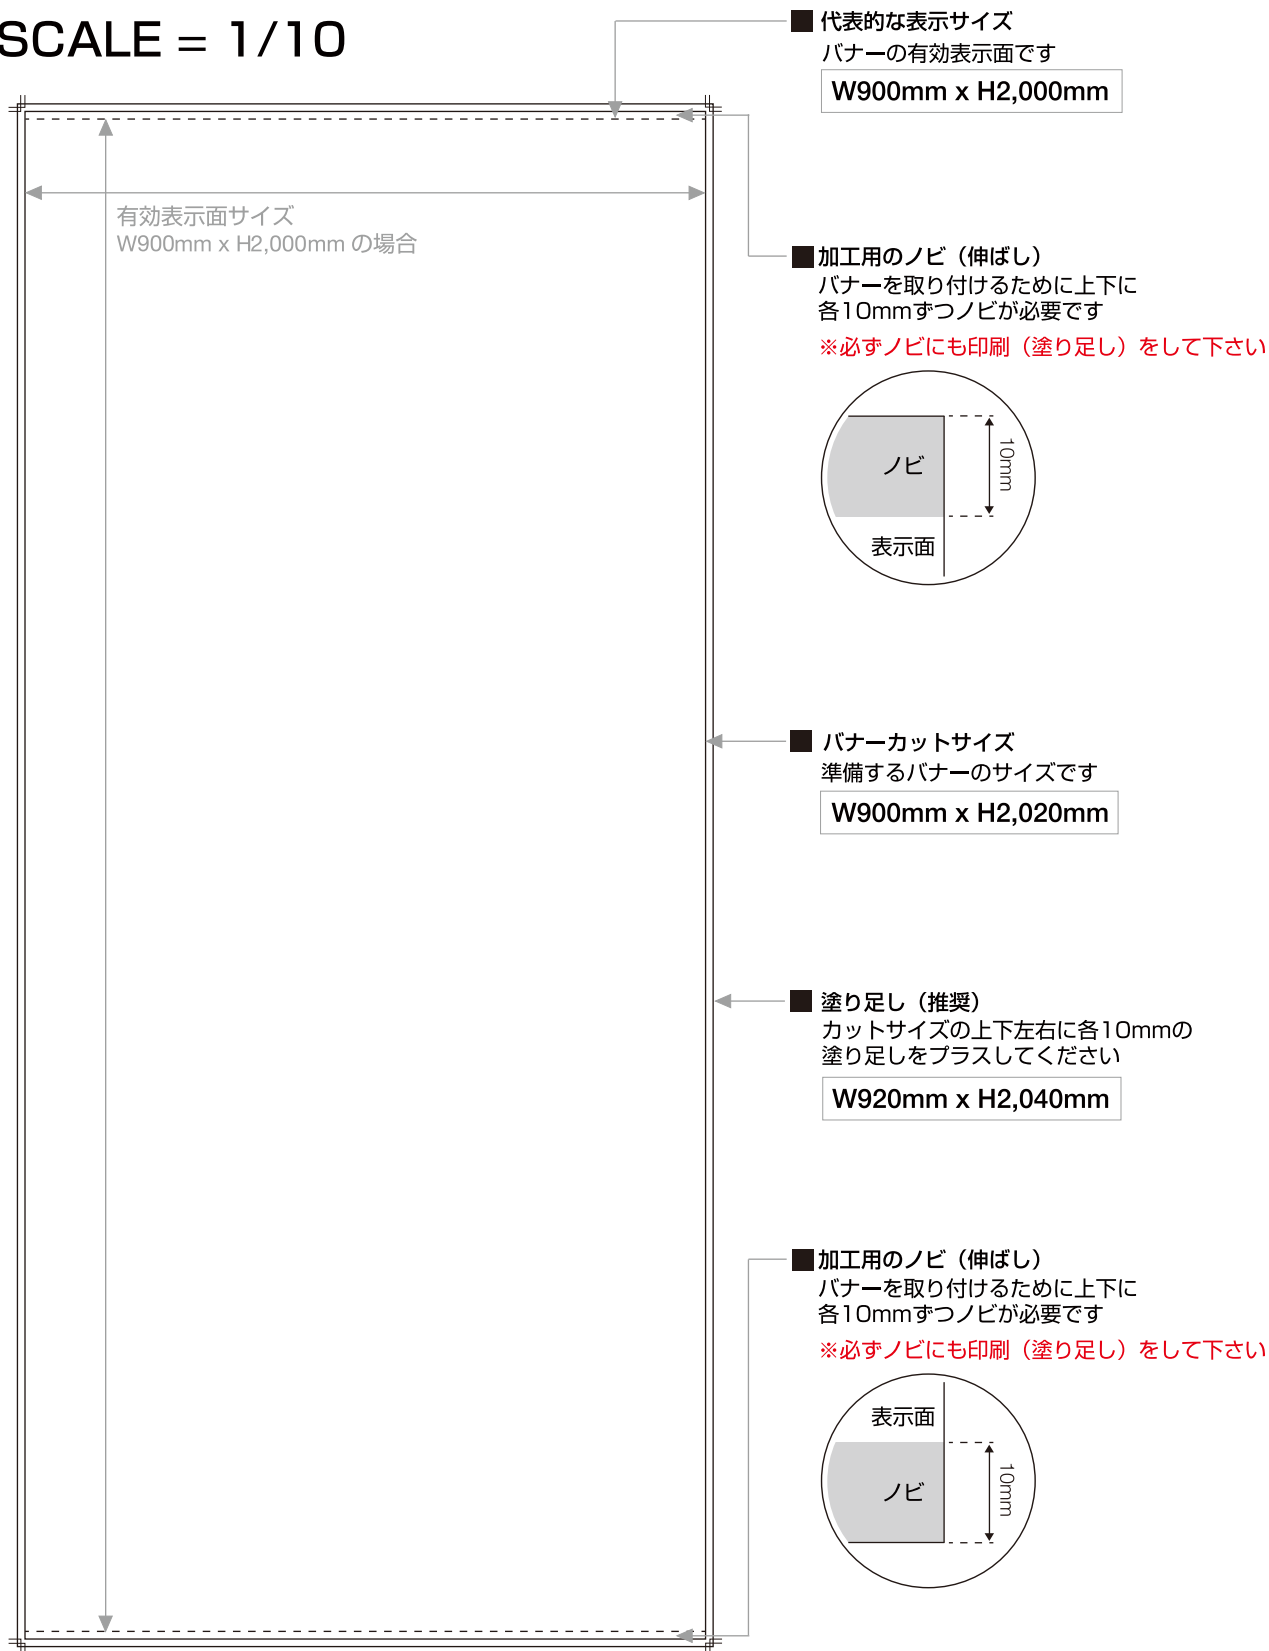 SCALE = 1/10
有効表示面サイズ
W900mm x H2,000mm の場合
■ 代表的な表示サイズ
バナーの有効表示面です
W900mm x H2,000mm
■加工用のノビ（伸ばし）
バナーを取り付けるために上下に
各10mmずつノビが必要です
※必ずノビにも印刷（塗り足し）をして下さい
ノビ
10mm
表示面
■ バナーカットサイズ
準備するバナーのサイズです
W900mm x H2,020mm
■ 塗り足し（推奨）
カットサイズの上下左右に各10mmの
塗り足しをプラスしてください
W920mm x H2,040mm
■加工用のノビ（伸ばし）
バナーを取り付けるために上下に
各10mmずつノビが必要です
※必ずノビにも印刷（塗り足し）をして下さい
表示面
ノビ
10mm